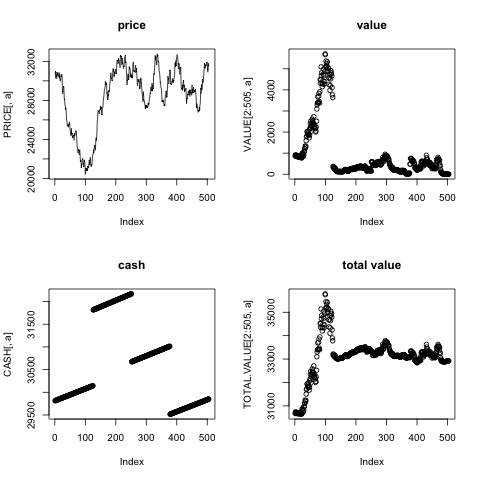 price
PRICE[, a]
32000
28000
24000
20000
0 100 200 300 400 500
Index
value
VALUE[2:505, a]
4000
2000
0
0 100 200 300 400 500
Index
cash
CASH[, a]
31500
30500
29500
0 100 200 300 400 500
Index
total value
TOTAL.VALUE[2:505, a]
35000
33000
31000
0 100 200 300 400 500
Index